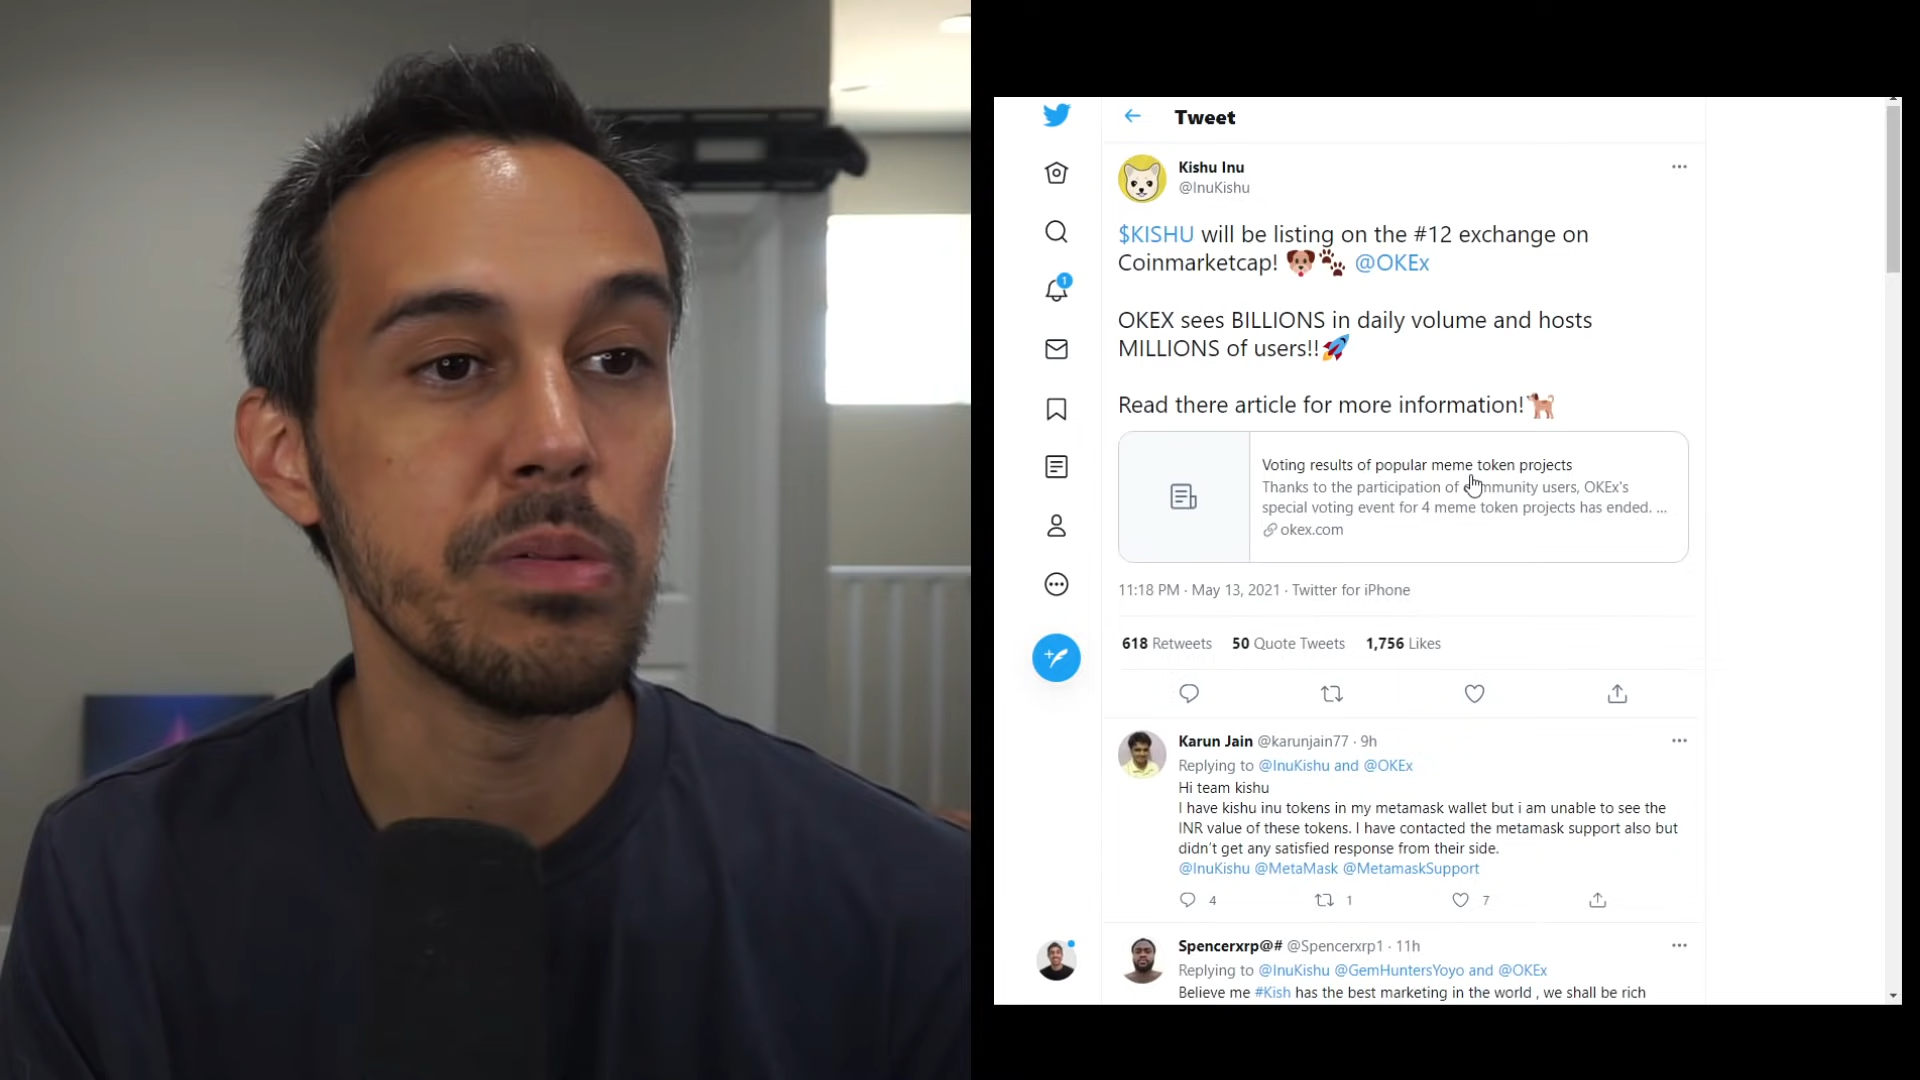 Tweet
Kishu Inu
@InuKishu
$KISHU will be listing on the #12 exchange on
Coinmarketcap! 🐶🐾 @OKEx
OKEX sees BILLIONS in daily volume and hosts
MILLIONS of users!!🚀
Read there article for more information!🐕
Voting results of popular meme token projects
Thanks to the participation of community users, OKEx's
special voting event for 4 meme token projects has ended. ...
okex.com
11:18 PM · May 13, 2021 · Twitter for iPhone
618 Retweets 50 Quote Tweets 1,756 Likes
Karun Jain @karunjain77 · 9h
Replying to @InuKishu and @OKEx
Hi team kishu
I have kishu inu tokens in my metamask wallet but i am unable to see the
INR value of these tokens. I have contacted the metamask support also but
didn't get any satisfied response from their side.
@InuKishu @MetaMask @MetamaskSupport
4 1 7
Spencerxrp@# @Spencerxrp1 · 11h
Replying to @InuKishu @GemHuntersYoyo and @OKEx
Believe me #Kish has the best marketing in the world , we shall be rich
1